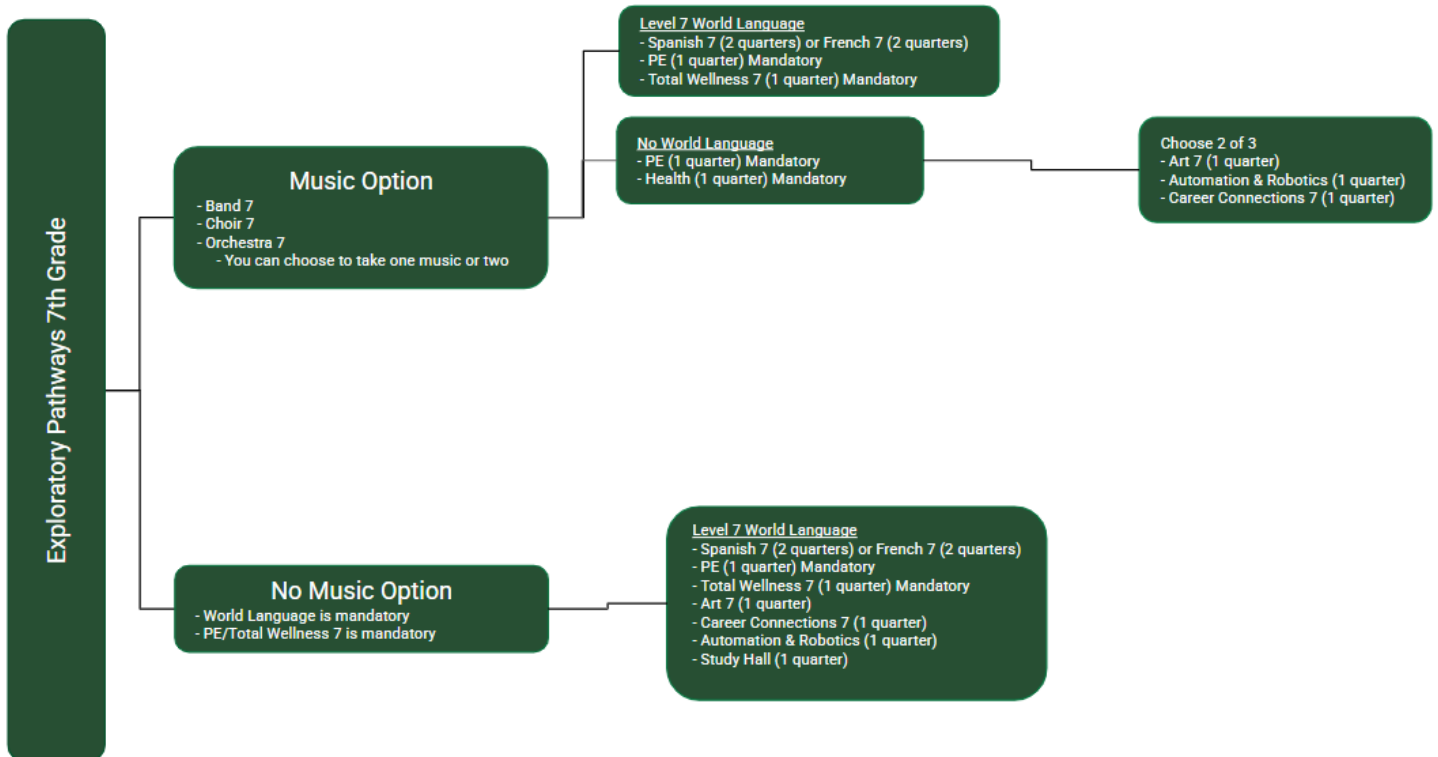 Exploratory Pathways 7th Grade
Music Option
- Band 7
- Choir 7
- Orchestra 7
- You can choose to take one music or two
Level 7 World Language
- Spanish 7 (2 quarters) or French 7 (2 quarters)
- PE (1 quarter) Mandatory
- Total Wellness 7 (1 quarter) Mandatory
No World Language
- PE (1 quarter) Mandatory
- Health (1 quarter) Mandatory
Choose 2 of 3
- Art 7 (1 quarter)
- Automation & Robotics (1 quarter)
- Career Connections 7 (1 quarter)
No Music Option
- World Language is mandatory
- PE/Total Wellness 7 is mandatory
Level 7 World Language
- Spanish 7 (2 quarters) or French 7 (2 quarters)
- PE (1 quarter) Mandatory
- Total Wellness 7 (1 quarter) Mandatory
- Art 7 (1 quarter)
- Career Connections 7 (1 quarter)
- Automation & Robotics (1 quarter)
- Study Hall (1 quarter)